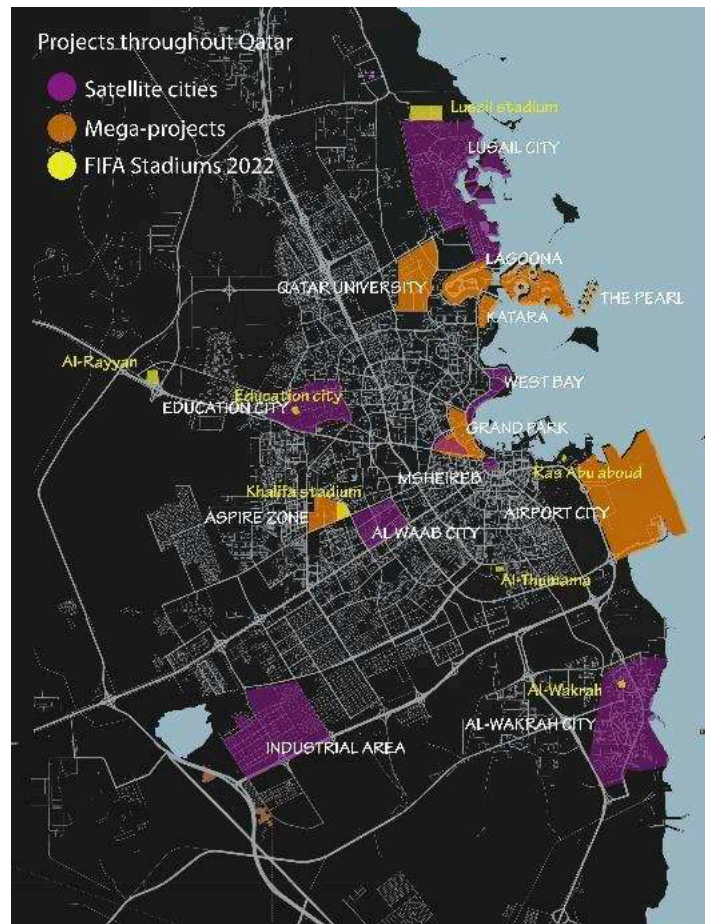 Projects throughout Qatar
Satellite cities
Mega-projects
FIFA Stadiums 2022
Lusail stadium
LUSAIL CITY
LAGOONA
QATAR UNIVERSITY
THE PEARL
KATARA
Al-Rayyan
WEST BAY
Education city
EDUCATION CITY
GRAND PARK
MSHEIREB
Ras Abu aboud
Khalifa stadium
AIRPORT CITY
ASPIRE ZONE
AL WAAB CITY
Al-Thumama
Al-Wakrah
AL-WAKRAH CITY
INDUSTRIAL AREA